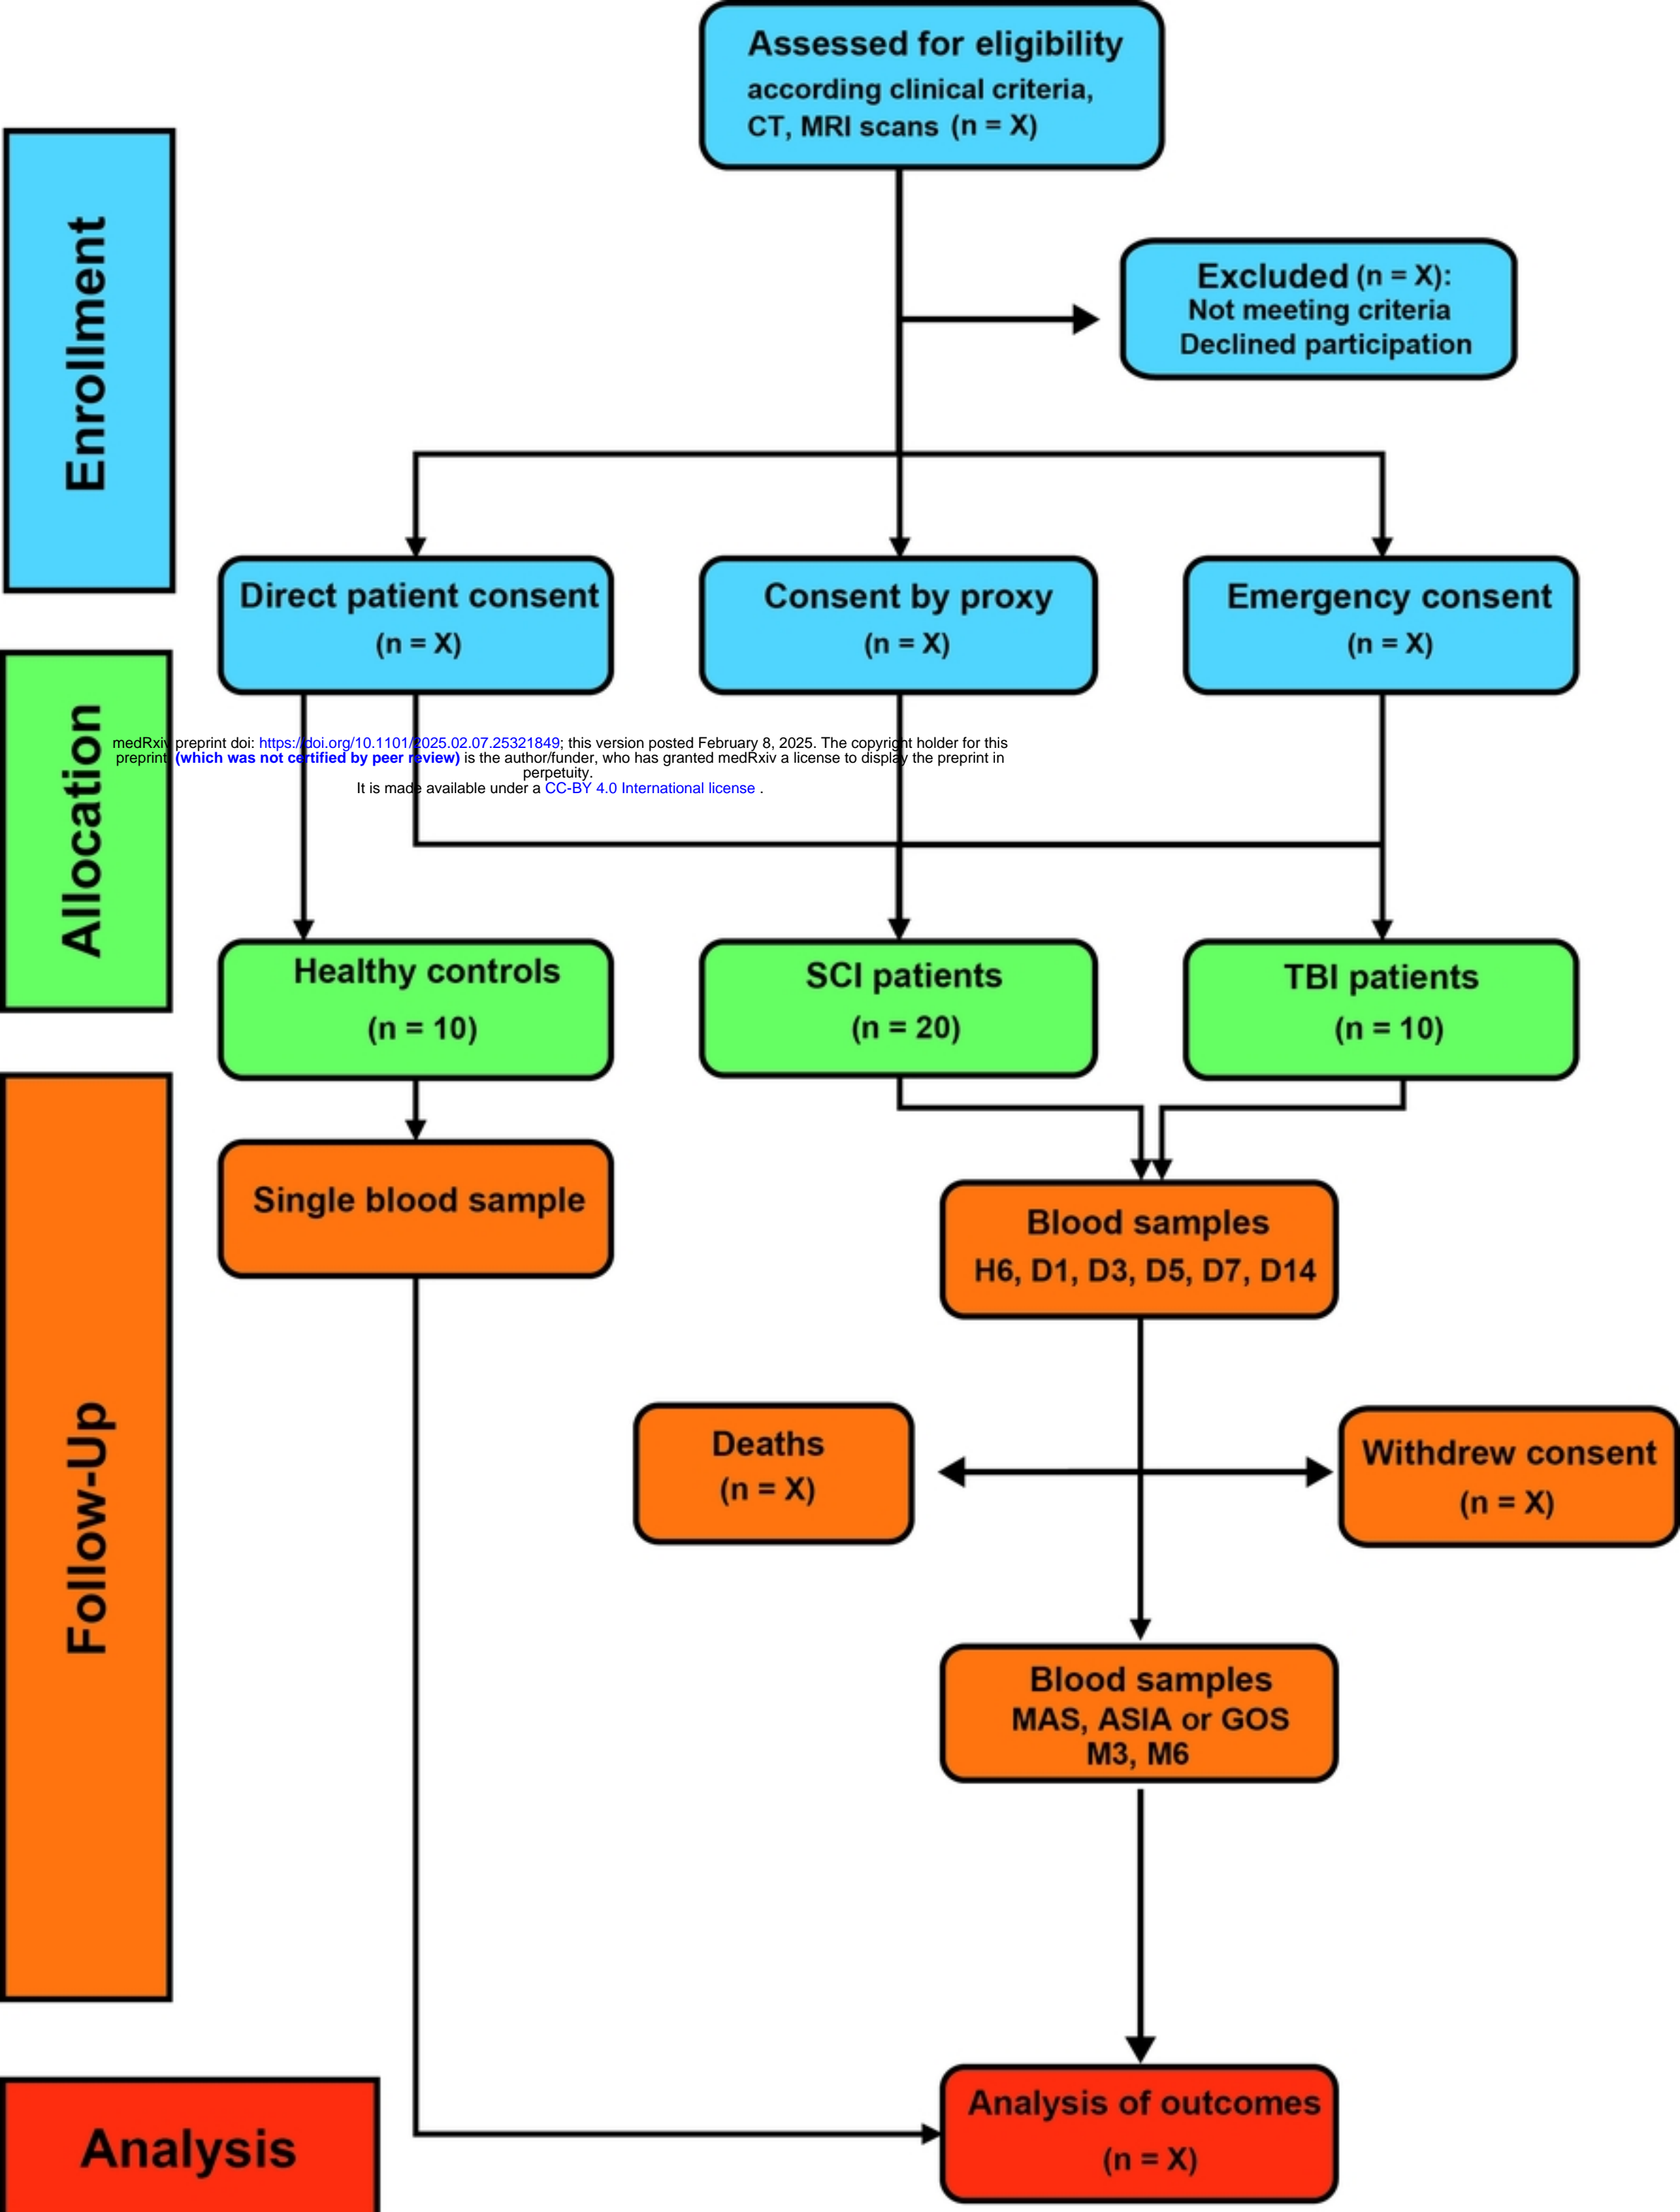 Assessed for eligibility
according clinical criteria,
CT, MRI scans (n = X)
Enrollment
Excluded (n = X):
Not meeting criteria
Declined participation
Direct patient consent
(n = X)
Consent by proxy
(n = X)
Emergency consent
(n = X)
Allocation
medRxiv preprint doi: https://doi.org/10.1101/2025.02.07.25321849; this version posted February 8, 2025. The copyright holder for this
preprint (which was not certified by peer review) is the author/funder, who has granted medRxiv a license to display the preprint in
perpetuity.
It is made available under a CC-BY 4.0 International license .
Healthy controls
(n = 10)
SCI patients
(n = 20)
TBI patients
(n = 10)
Follow-Up
Single blood sample
Blood samples
H6, D1, D3, D5, D7, D14
Deaths
(n = X)
Withdrew consent
(n = X)
Blood samples
MAS, ASIA or GOS
M3, M6
Analysis
Analysis of outcomes
(n = X)